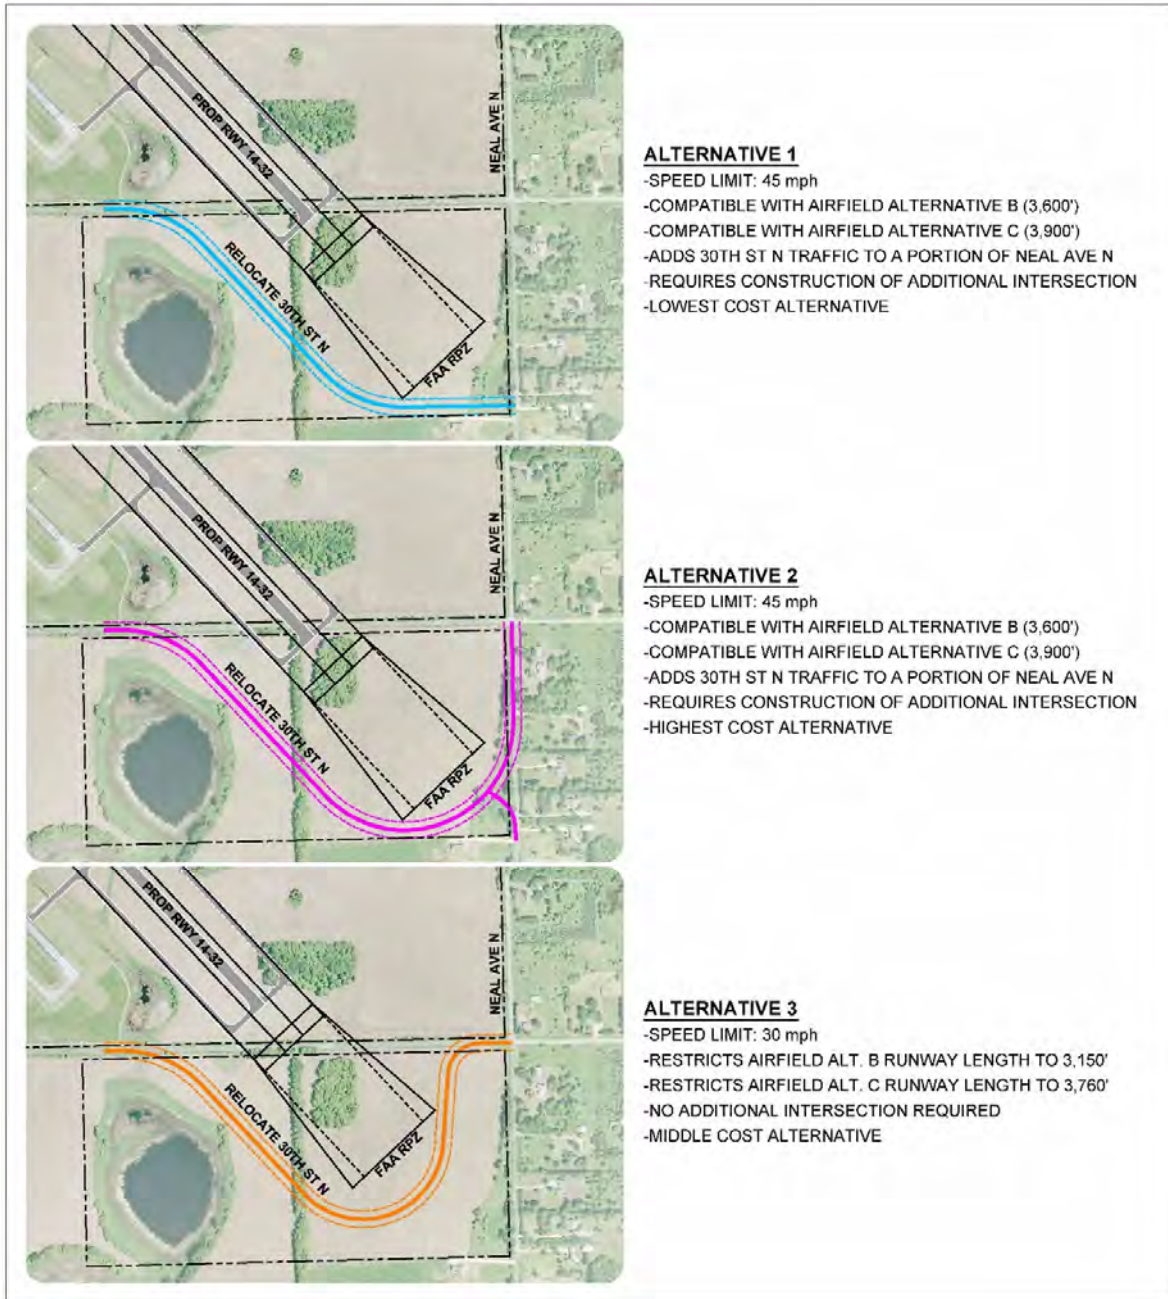 NEAL AVE N
PROP RWY 14-32
RELOCATE 30TH ST N
FAA RPZ
ALTERNATIVE 1
-SPEED LIMIT: 45 mph
-COMPATIBLE WITH AIRFIELD ALTERNATIVE B (3,600')
-COMPATIBLE WITH AIRFIELD ALTERNATIVE C (3,900')
-ADDS 30TH ST N TRAFFIC TO A PORTION OF NEAL AVE N
-REQUIRES CONSTRUCTION OF ADDITIONAL INTERSECTION
-LOWEST COST ALTERNATIVE
NEAL AVE N
PROP RWY 14-32
RELOCATE 30TH ST N
FAA RPZ
ALTERNATIVE 2
-SPEED LIMIT: 45 mph
-COMPATIBLE WITH AIRFIELD ALTERNATIVE B (3,600')
-COMPATIBLE WITH AIRFIELD ALTERNATIVE C (3,900')
-ADDS 30TH ST N TRAFFIC TO A PORTION OF NEAL AVE N
-REQUIRES CONSTRUCTION OF ADDITIONAL INTERSECTION
-HIGHEST COST ALTERNATIVE
PROP RWY 14-32
NEAL AVE N
RELOCATE 30TH ST N
FAA RPZ
ALTERNATIVE 3
-SPEED LIMIT: 30 mph
-RESTRICTS AIRFIELD ALT. B RUNWAY LENGTH TO 3,150'
-RESTRICTS AIRFIELD ALT. C RUNWAY LENGTH TO 3,760'
-NO ADDITIONAL INTERSECTION REQUIRED
-MIDDLE COST ALTERNATIVE